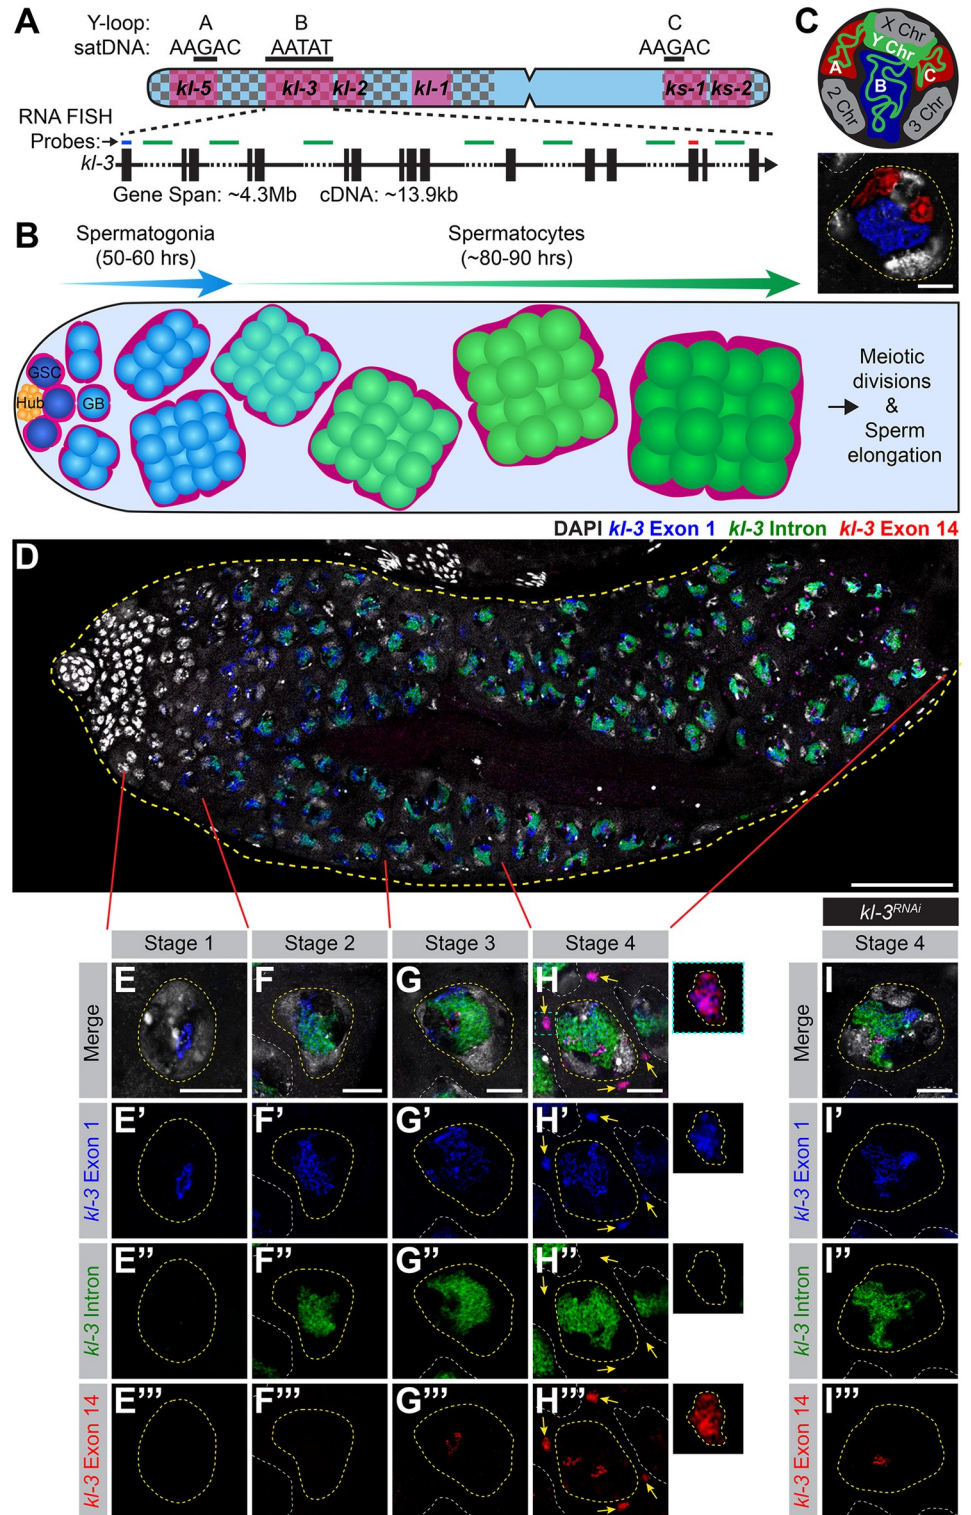 A
Y-loop: A B C
satDNA: AAGAC AATAT AAGAC
kl-5 kl-3 kl-2 kl-1 ks-1 ks-2
RNA FISH
Probes:
kl-3
Gene Span: ~4.3Mb cDNA: ~13.9kb
C
X Chr
Y Chr
A B C
2 Chr 3 Chr
B
Spermatogonia
(50-60 hrs)
Spermatocytes
(~80-90 hrs)
GSC
Hub GB
Meiotic
divisions
&
Sperm
elongation
DAPI kl-3 Exon 1 kl-3 Intron kl-3 Exon 14
D
kl-3RNAi
Stage 1 Stage 2 Stage 3 Stage 4 Stage 4
Merge E F G H Merge I
kl-3 Exon 1 E' F' G' H' kl-3 Exon 1 I'
kl-3 Intron E'' F'' G'' H'' kl-3 Intron I''
kl-3 Exon 14 E''' F''' G''' H''' kl-3 Exon 14 I'''